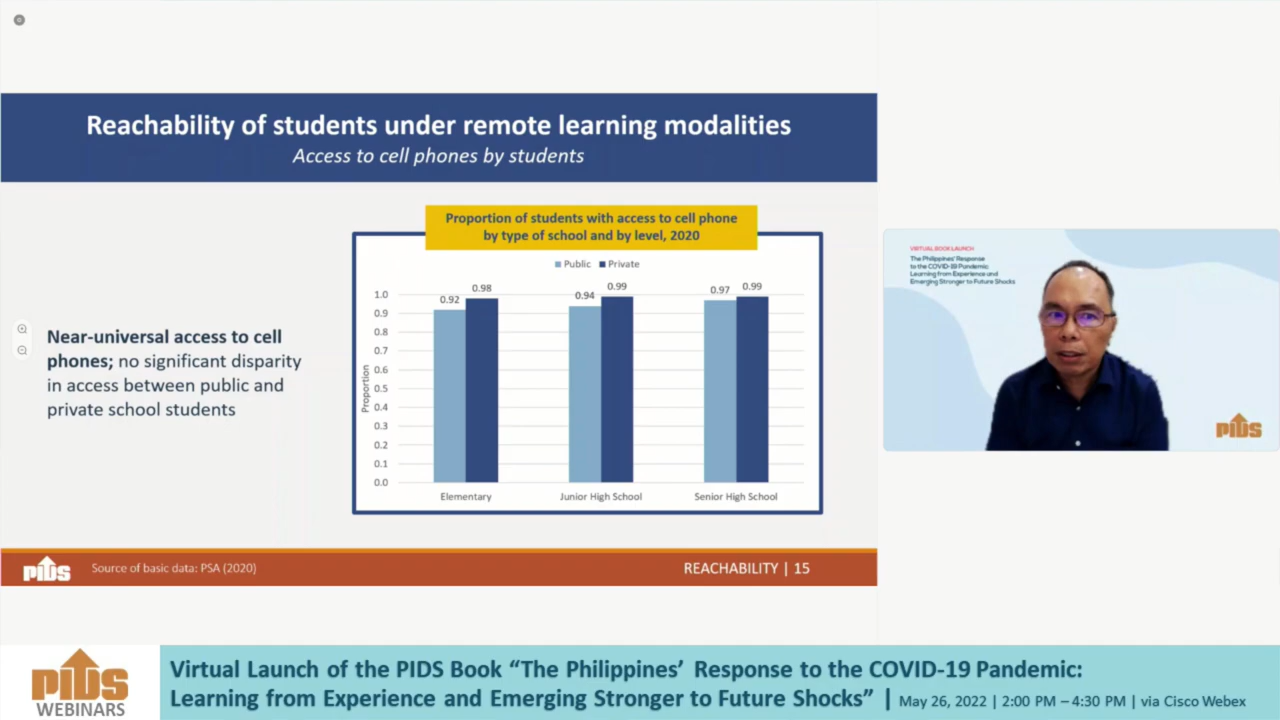 Reachability of students under remote learning modalities
Access to cell phones by students
Proportion of students with access to cell phone
by type of school and by level, 2020
Public Private
Near-universal access to cell
phones; no significant disparity
in access between public and
private school students
Proportion
1.0
0.9
0.8
0.7
0.6
0.5
0.4
0.3
0.2
0.1
0.0
0.92 0.98 0.94 0.99 0.97 0.99
Elementary Junior High School Senior High School
PIDS
Source of basic data: PSA (2020)
REACHABILITY | 15
VIRTUAL BOOK LAUNCH
The Philippines' Response
to the COVID-19 Pandemic:
Learning from Experience and
Emerging Stronger to Future Shocks
PIDS
PIDS
WEBINARS
Virtual Launch of the PIDS Book “The Philippines’ Response to the COVID-19 Pandemic:
Learning from Experience and Emerging Stronger to Future Shocks” | May 26, 2022 | 2:00 PM – 4:30 PM | via Cisco Webex